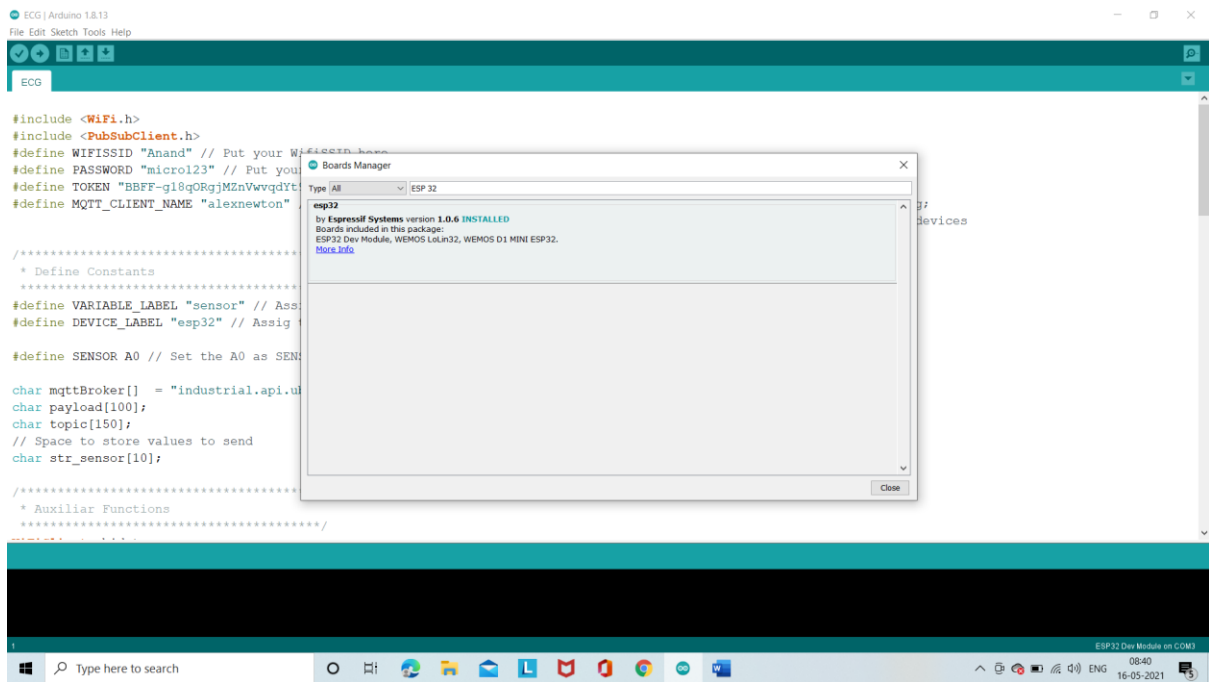 ECG | Arduino 1.8.13
File Edit Sketch Tools Help
ECG
#include <WiFi.h>
#include <PubSubClient.h>
#define WIFISSID "Anand" // Put your WifiSSID here
#define PASSWORD "micro123" // Put you
#define TOKEN "BBFF-
#define MQTT_CLIENT_NAME "alexnewton" /
g;
devices
/**************************************
* Define Constants
**************************************
#define VARIABLE_LABEL "sensor" // Ass
#define DEVICE_LABEL "esp32" // Assig
#define SENSOR A0 // Set the A0 as SEN
char mqttBroker[] = "industrial.api.u
char payload[100];
char topic[150];
// Space to store values to send
char str_sensor[10];
/**************************************
* Auxiliar Functions
****************************************/
Boards Manager
Type All ESP 32
esp32
by Espressif Systems version 1.0.6 INSTALLED
Boards included in this package:
ESP32 Dev Module, WEMOS LoLin32, WEMOS D1 MINI ESP32.
More Info
Close
1 ESP32 Dev Module on COM3
Type here to search
ENG
08:40
16-05-2021
5